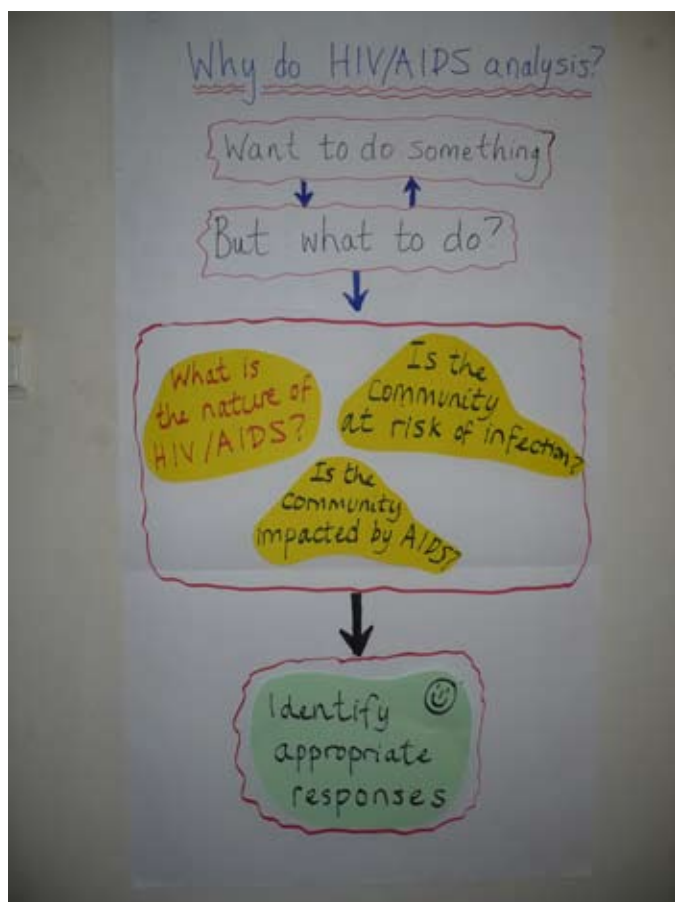 Why do HIV/AIDS analysis?
Want to do something?
But what to do?
What is
the nature of
HIV/AIDS?
Is the
community
at risk of infection?
Is the
community
impacted by AIDS?
Identify
appropriate
responses